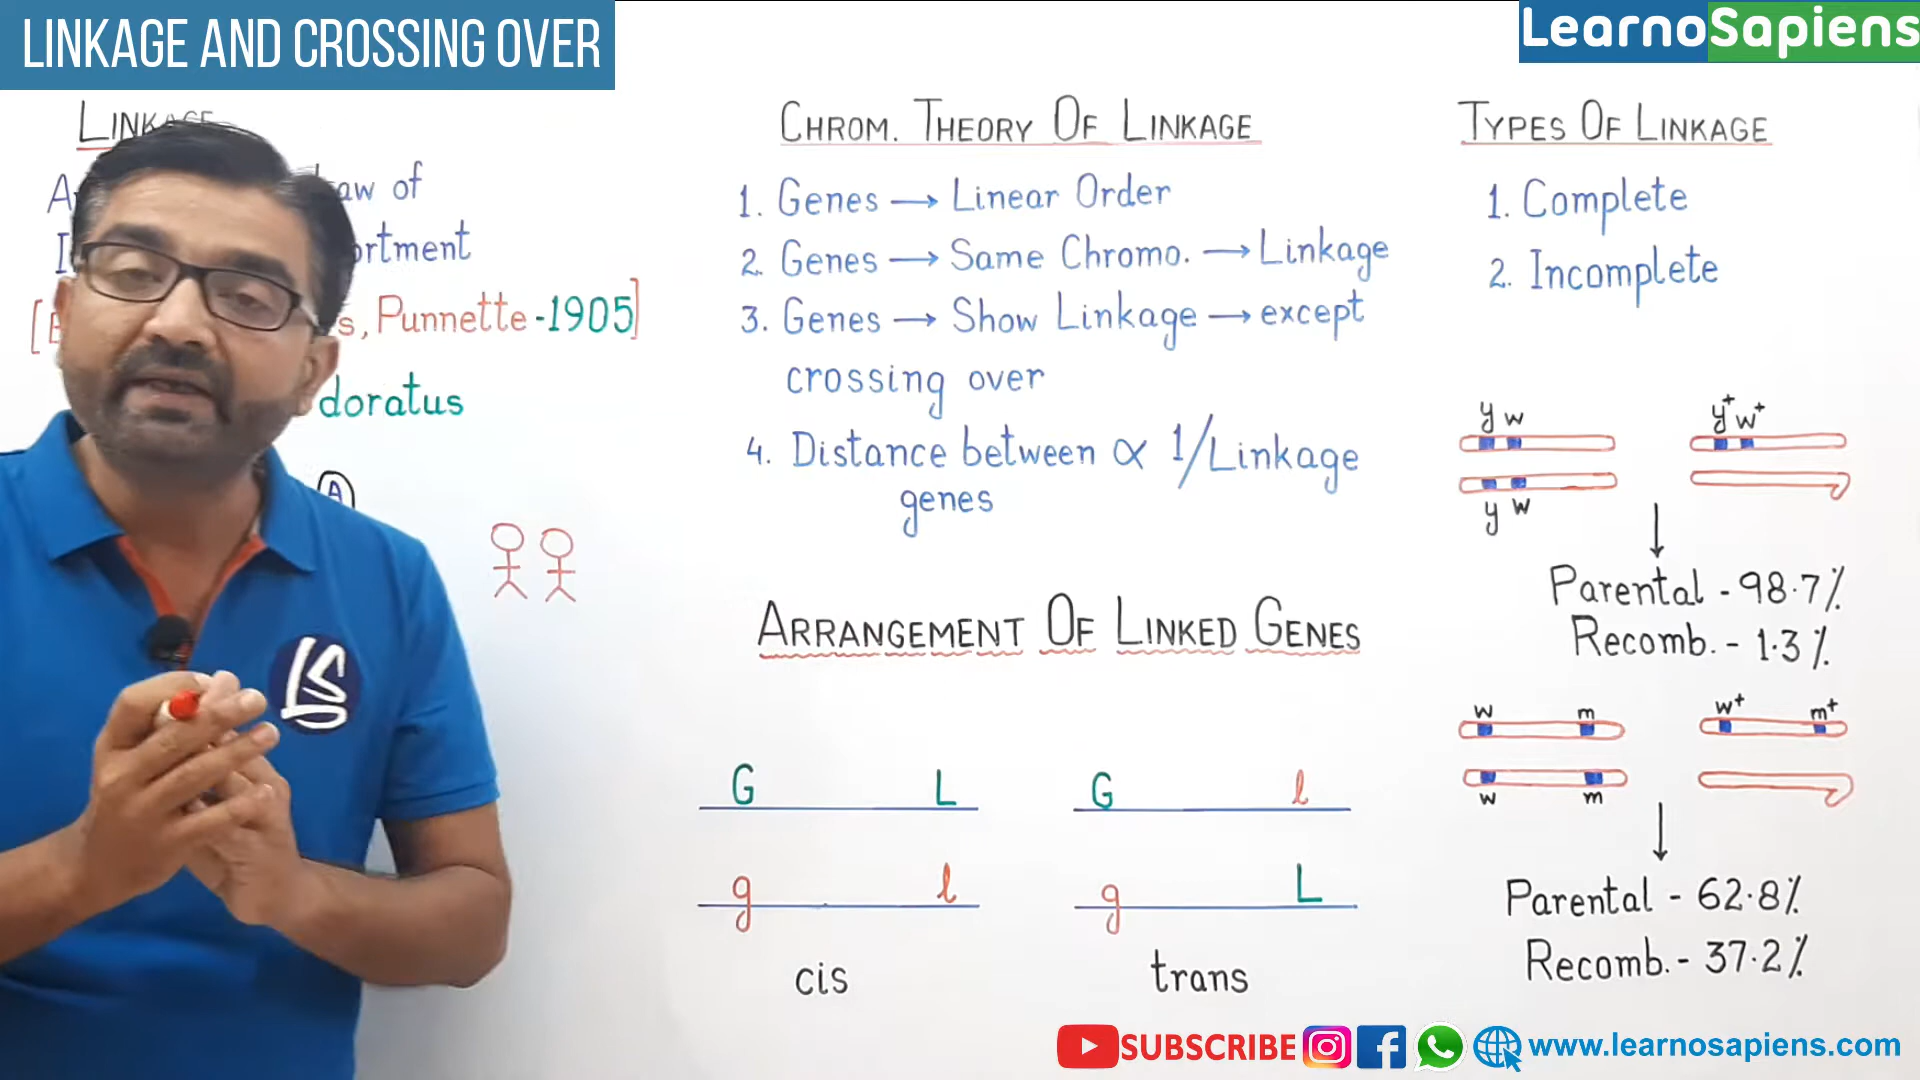 LINKAGE AND CROSSING OVER
LearnoSapiens
LINKAGE
aw of
ortment
s, Punnette-1905]
doratus
A
CHROM. THEORY OF LINKAGE
1. Genes → Linear Order
2. Genes → Same Chromo. → Linkage
3. Genes → Show Linkage → except
crossing over
4. Distance between ∝ 1/Linkage
genes
ARRANGEMENT OF LINKED GENES
G L
g l
cis
G l
g L
trans
TYPES OF LINKAGE
1. Complete
2. Incomplete
y w
y⁺ w⁺
y w
Parental - 98.7%
Recomb. - 1.3%
w m
w⁺ m⁺
w m
Parental - 62.8%
Recomb. - 37.2%
LS
SUBSCRIBE
www.learnosapiens.com